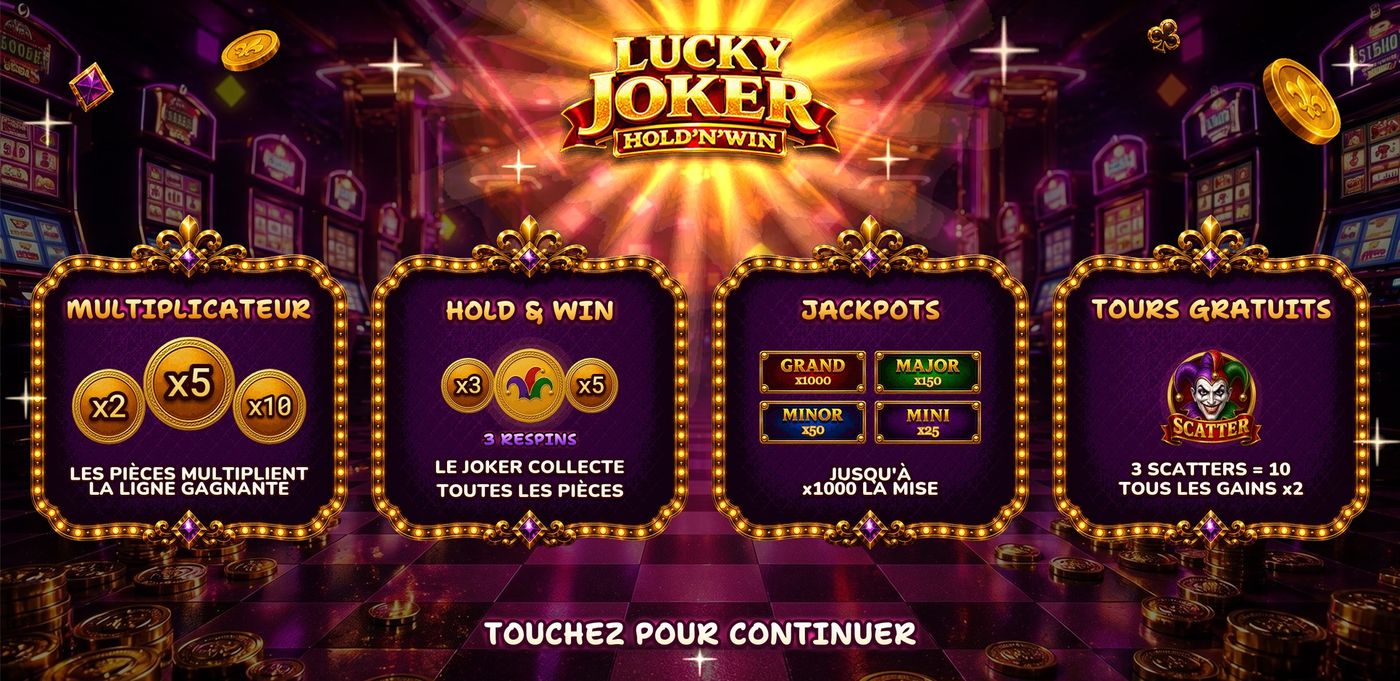 LUCKY
JOKER
HOLD'N'WIN
MULTIPLICATEUR
x2
x5
x10
LES PIÈCES MULTIPLIENT
LA LIGNE GAGNANTE
HOLD & WIN
x3
x5
3 RESPINS
LE JOKER COLLECTE
TOUTES LES PIÈCES
JACKPOTS
GRAND
x1000
MAJOR
x150
MINOR
x50
MINI
x25
JUSQU'À
x1000 LA MISE
TOURS GRATUITS
SCATTER
3 SCATTERS = 10
TOUS LES GAINS x2
TOUCHEZ POUR CONTINUER